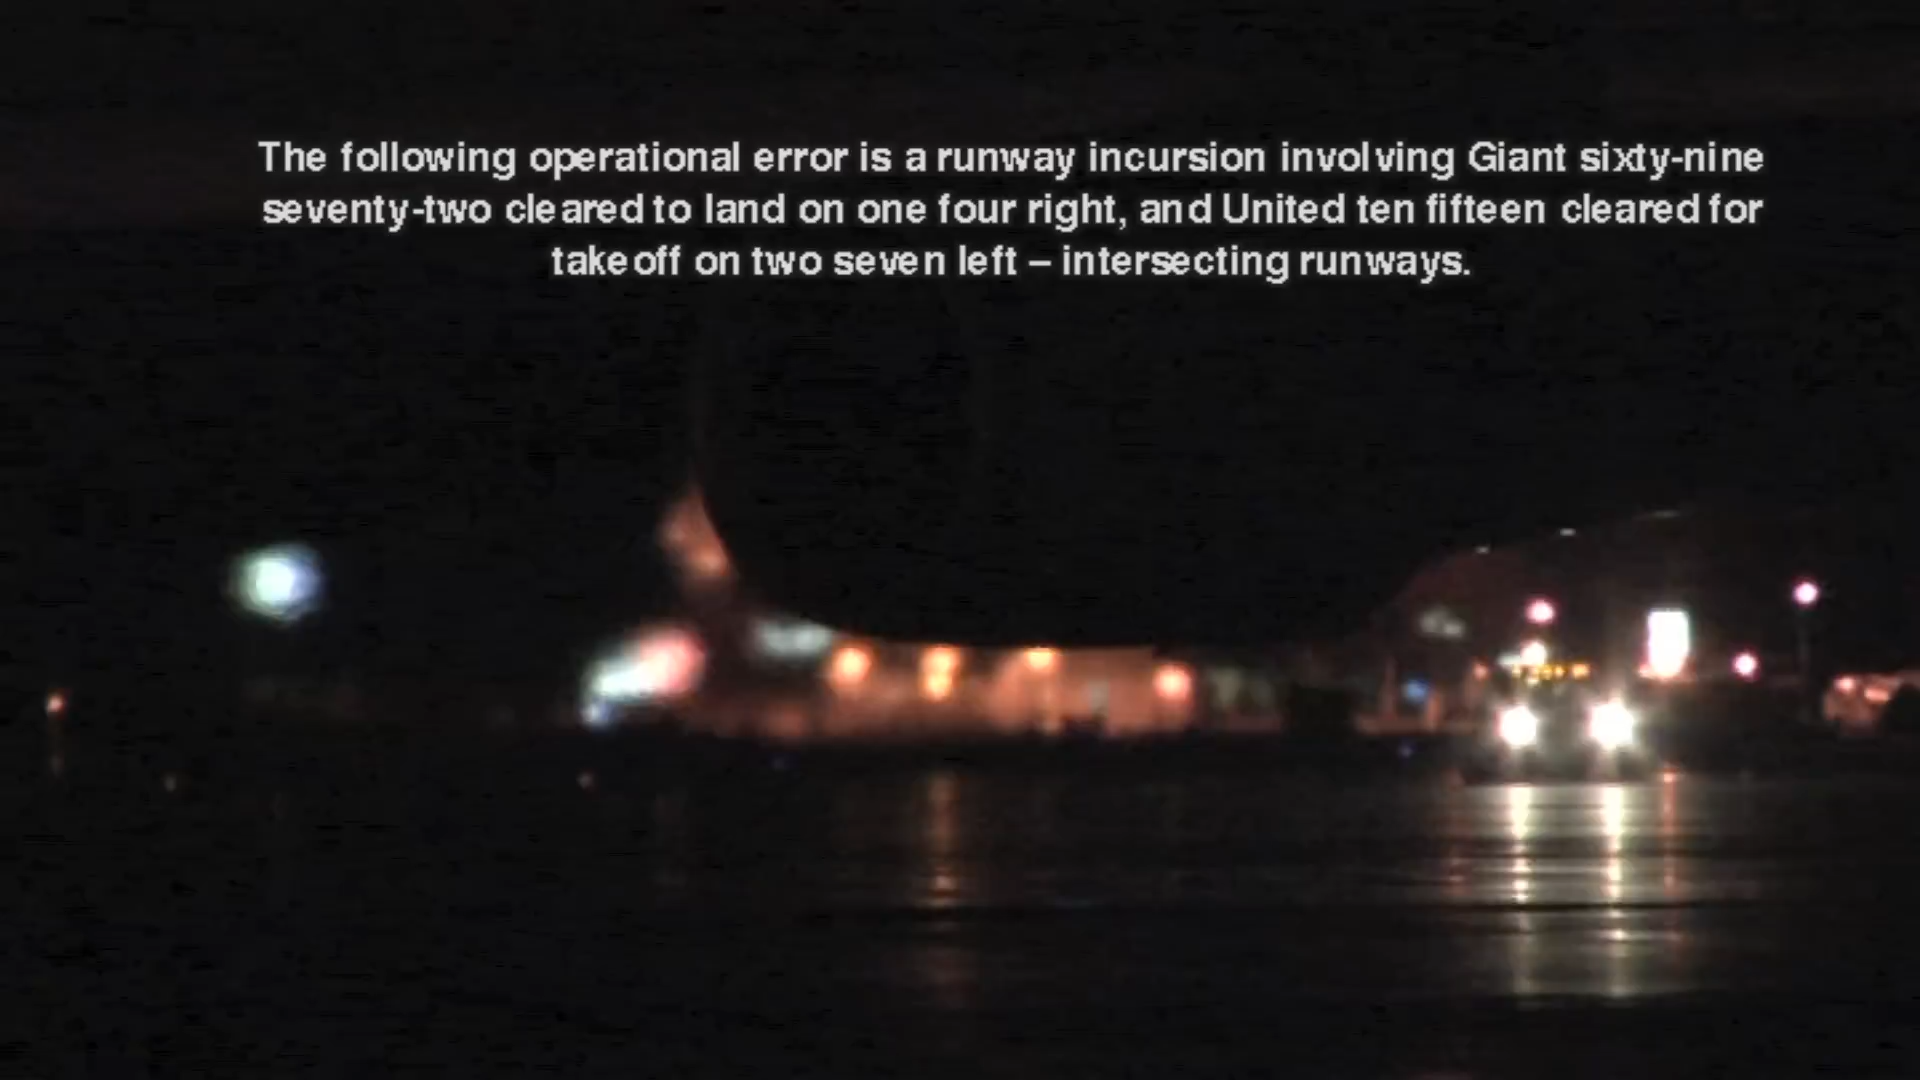 The following operational error is a runway incursion involving Giant sixty-nine
seventy-two cleared to land on one four right, and United ten fifteen cleared for
takeoff on two seven left – intersecting runways.